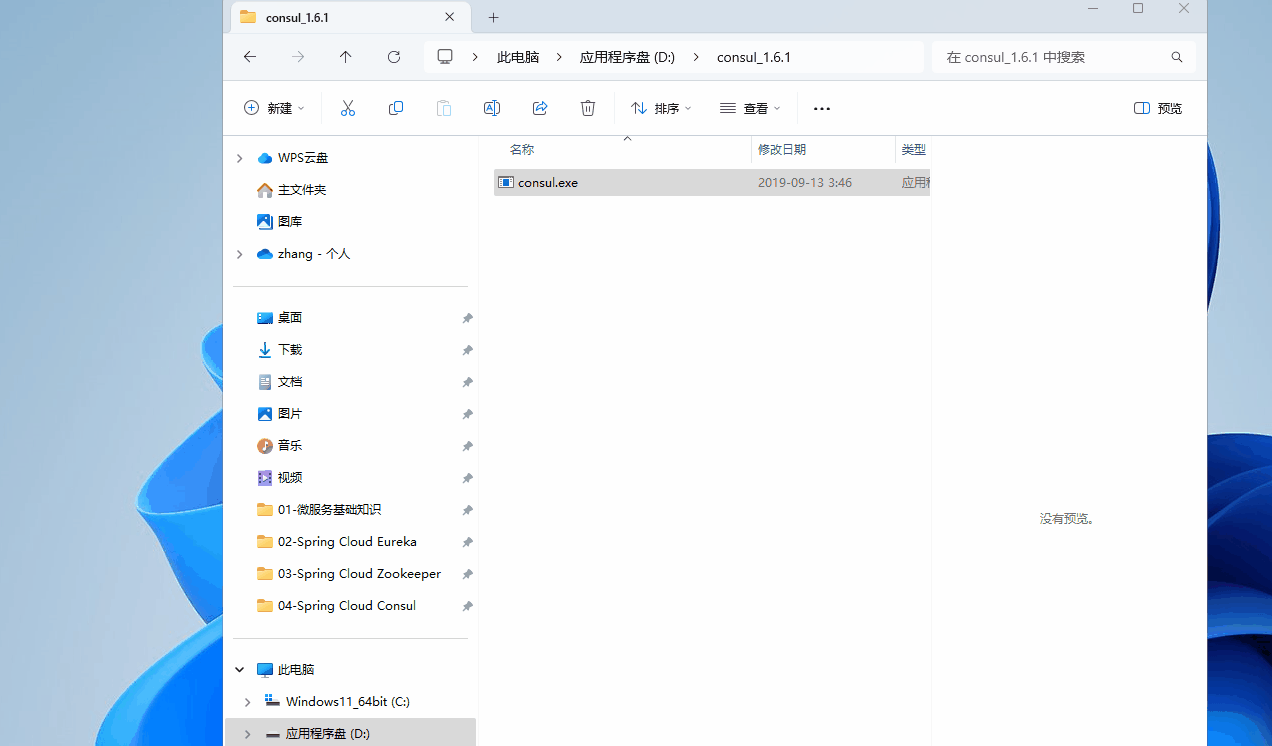 consul_1.6.1
此电脑 应用程序盘 (D:) consul_1.6.1 在 consul_1.6.1 中搜索
新建 排序 查看 预览
名称 修改日期 类型
consul.exe 2019-09-13 3:46 应用
WPS云盘
主文件夹
图库
zhang - 个人
桌面
下载
文档
图片
音乐
视频
01-微服务基础知识
02-Spring Cloud Eureka
03-Spring Cloud Zookeeper
04-Spring Cloud Consul
此电脑
Windows11_64bit (C:)
应用程序盘 (D:)
没有预览。